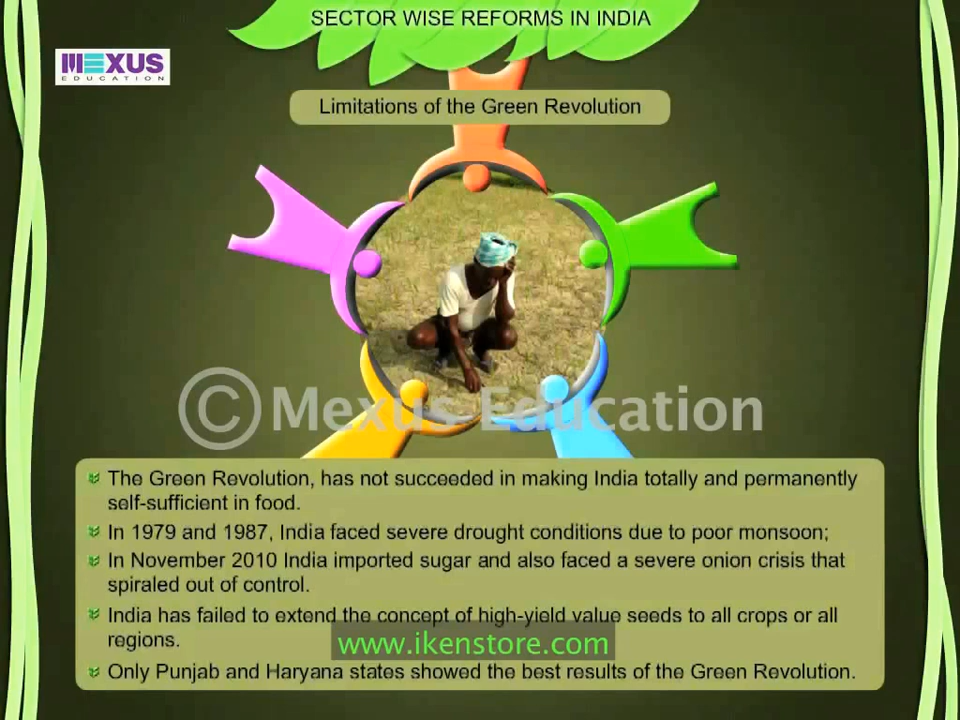 SECTOR WISE REFORMS IN INDIA
MEXUS
EDUCATION
Limitations of the Green Revolution
© Mexus Education
The Green Revolution, has not succeeded in making India totally and permanently
self-sufficient in food.
In 1979 and 1987, India faced severe drought conditions due to poor monsoon;
In November 2010 India imported sugar and also faced a severe onion crisis that
spiraled out of control.
India has failed to extend the concept of high-yield value seeds to all crops or all
regions.
www.ikenstore.com
Only Punjab and Haryana states showed the best results of the Green Revolution.